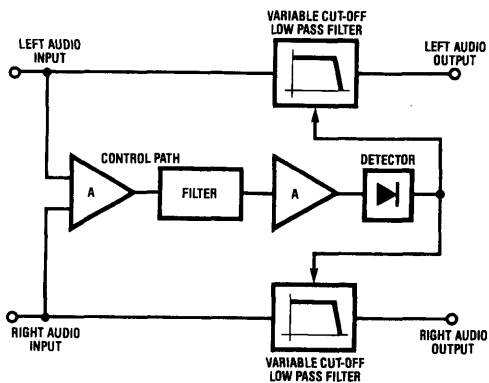 VARIABLE CUT-OFF
LOW PASS FILTER
LEFT AUDIO
INPUT
LEFT AUDIO
OUTPUT
CONTROL PATH
DETECTOR
A
FILTER
A
RIGHT AUDIO
INPUT
RIGHT AUDIO
OUTPUT
VARIABLE CUT-OFF
LOW PASS FILTER